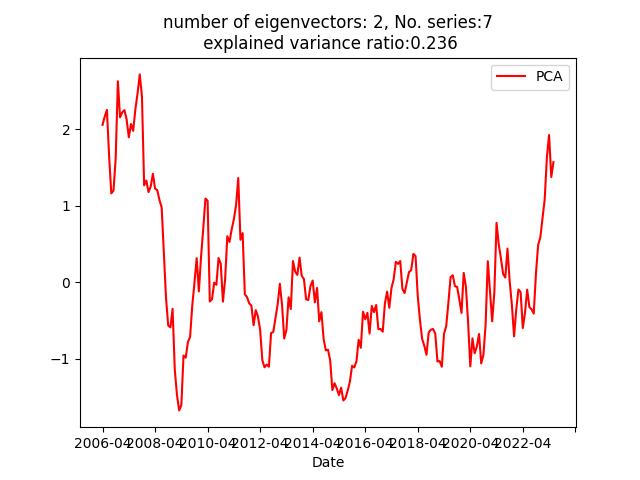 number of eigenvectors: 2, No. series:7
explained variance ratio:0.236
PCA
2
1
0
−1
2006-04 2008-04 2010-04 2012-04 2014-04 2016-04 2018-04 2020-04 2022-04
Date